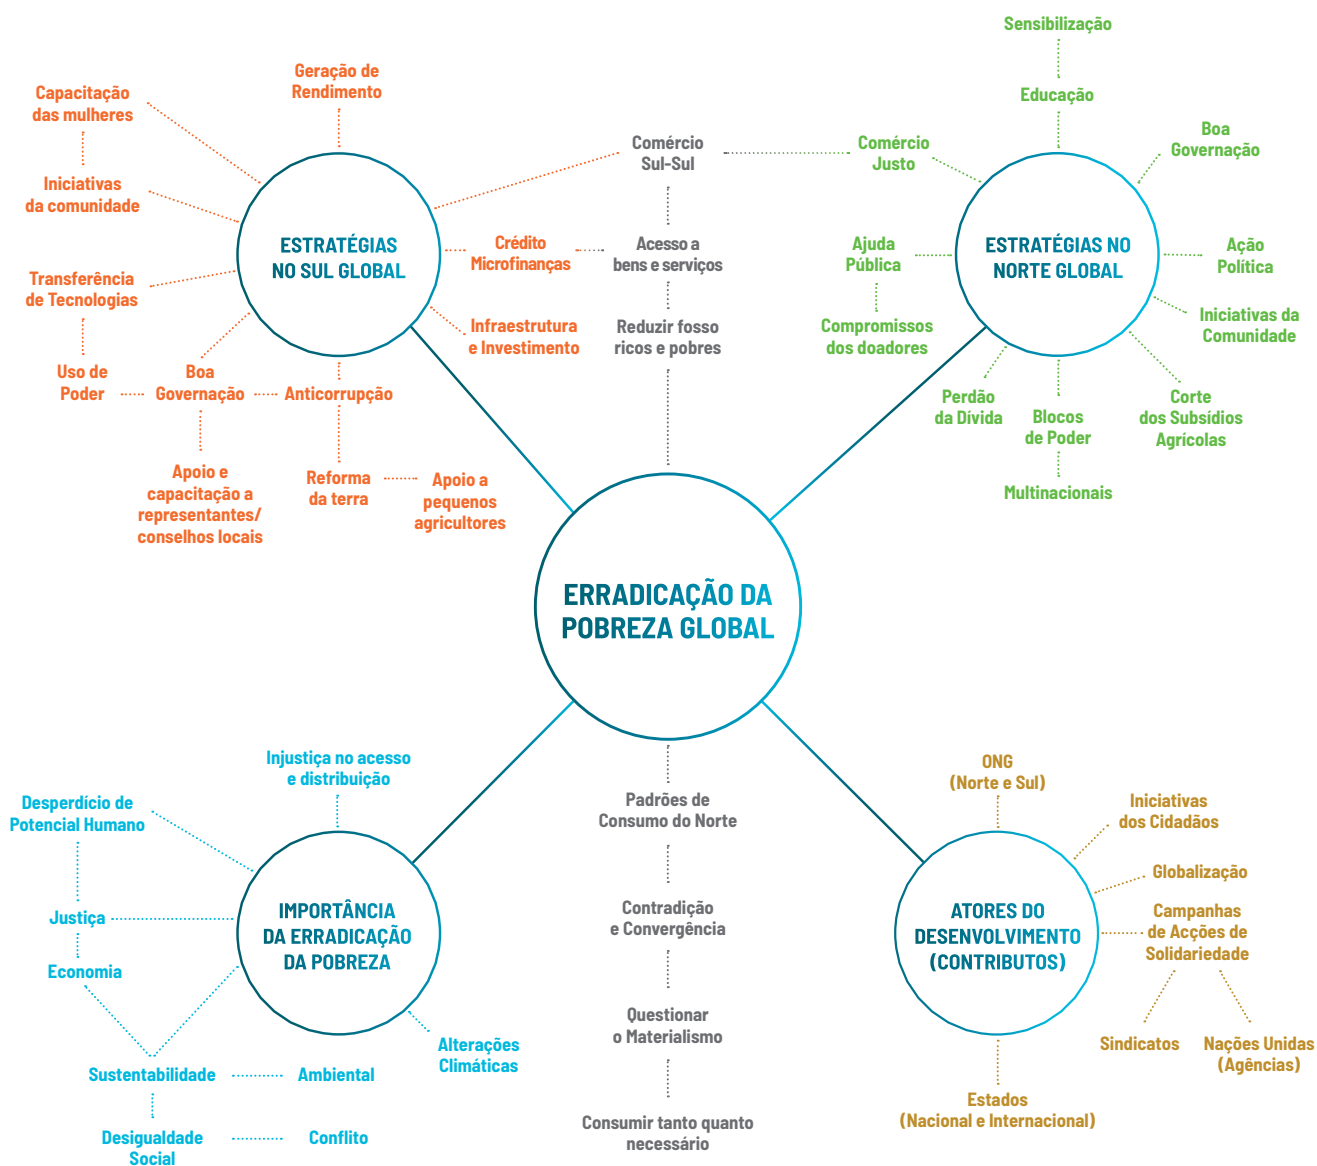 Sensibilização
Educação
Boa
Governação
Comércio
Justo
Ajuda
Pública
Compromissos
dos doadores
ESTRATÉGIAS NO
NORTE GLOBAL
Ação
Política
Iniciativas da
Comunidade
Perdão
da Dívida
Blocos
de Poder
Multinacionais
Corte
dos Subsídios
Agrícolas
Geração de
Rendimento
Capacitação
das mulheres
Iniciativas
da comunidade
ESTRATÉGIAS
NO SUL GLOBAL
Transferência
de Tecnologias
Uso de
Poder
Boa
Governação
Anticorrupção
Apoio e
capacitação a
representantes/
conselhos locais
Reforma
da terra
Apoio a
pequenos
agricultores
Crédito
Microfinanças
Infraestrutura
e Investimento
Comércio
Sul-Sul
Acesso a
bens e serviços
Reduzir fosso
ricos e pobres
ERRADICAÇÃO DA
POBREZA GLOBAL
Padrões de
Consumo do Norte
Contradição
e Convergência
Questionar
o Materialismo
Consumir tanto quanto
necessário
Injustiça no acesso
e distribuição
Desperdício de
Potencial Humano
Justiça
Economia
IMPORTÂNCIA
DA ERRADICAÇÃO
DA POBREZA
Alterações
Climáticas
Sustentabilidade
Ambiental
Desigualdade
Social
Conflito
ONG
(Norte e Sul)
Iniciativas
dos Cidadãos
Globalização
Campanhas
de Acções de
Solidariedade
ATORES DO
DESENVOLVIMENTO
(CONTRIBUTOS)
Sindicatos
Nações Unidas
(Agências)
Estados
(Nacional e Internacional)